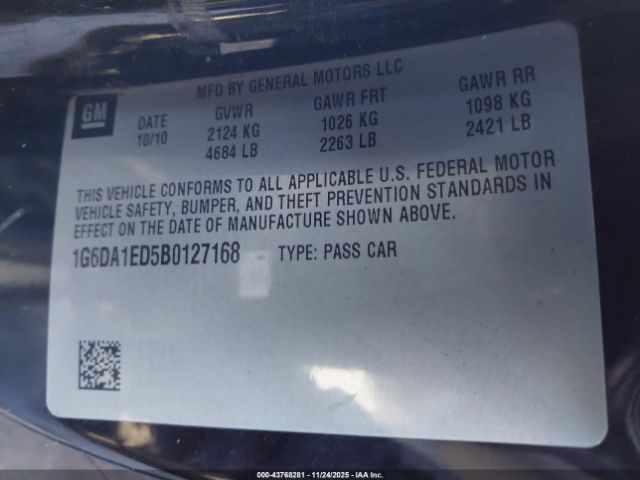 MFD BY GENERAL MOTORS LLC
GM DATE GVWR GAWR FRT GAWR RR
10/10 2124 KG 1026 KG 1098 KG
4684 LB 2263 LB 2421 LB
THIS VEHICLE CONFORMS TO ALL APPLICABLE U.S. FEDERAL MOTOR
VEHICLE SAFETY, BUMPER, AND THEFT PREVENTION STANDARDS IN
EFFECT ON THE DATE OF MANUFACTURE SHOWN ABOVE.
1G6DA1ED5B0127168 TYPE: PASS CAR
000-43768281 - 11/24/2025 - IAAI.com